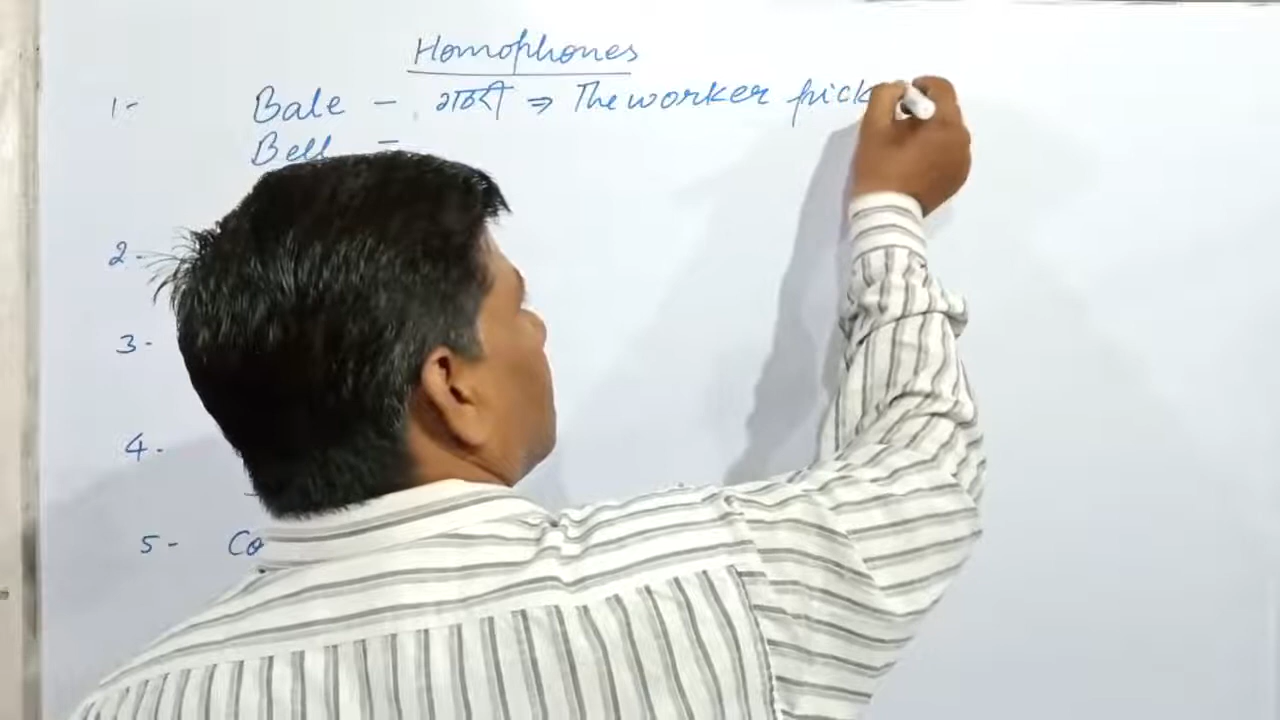 Homophones
1- Bale - गठरी ⇒ The worker pick
Bell -
2-
3-
4-
5- Co